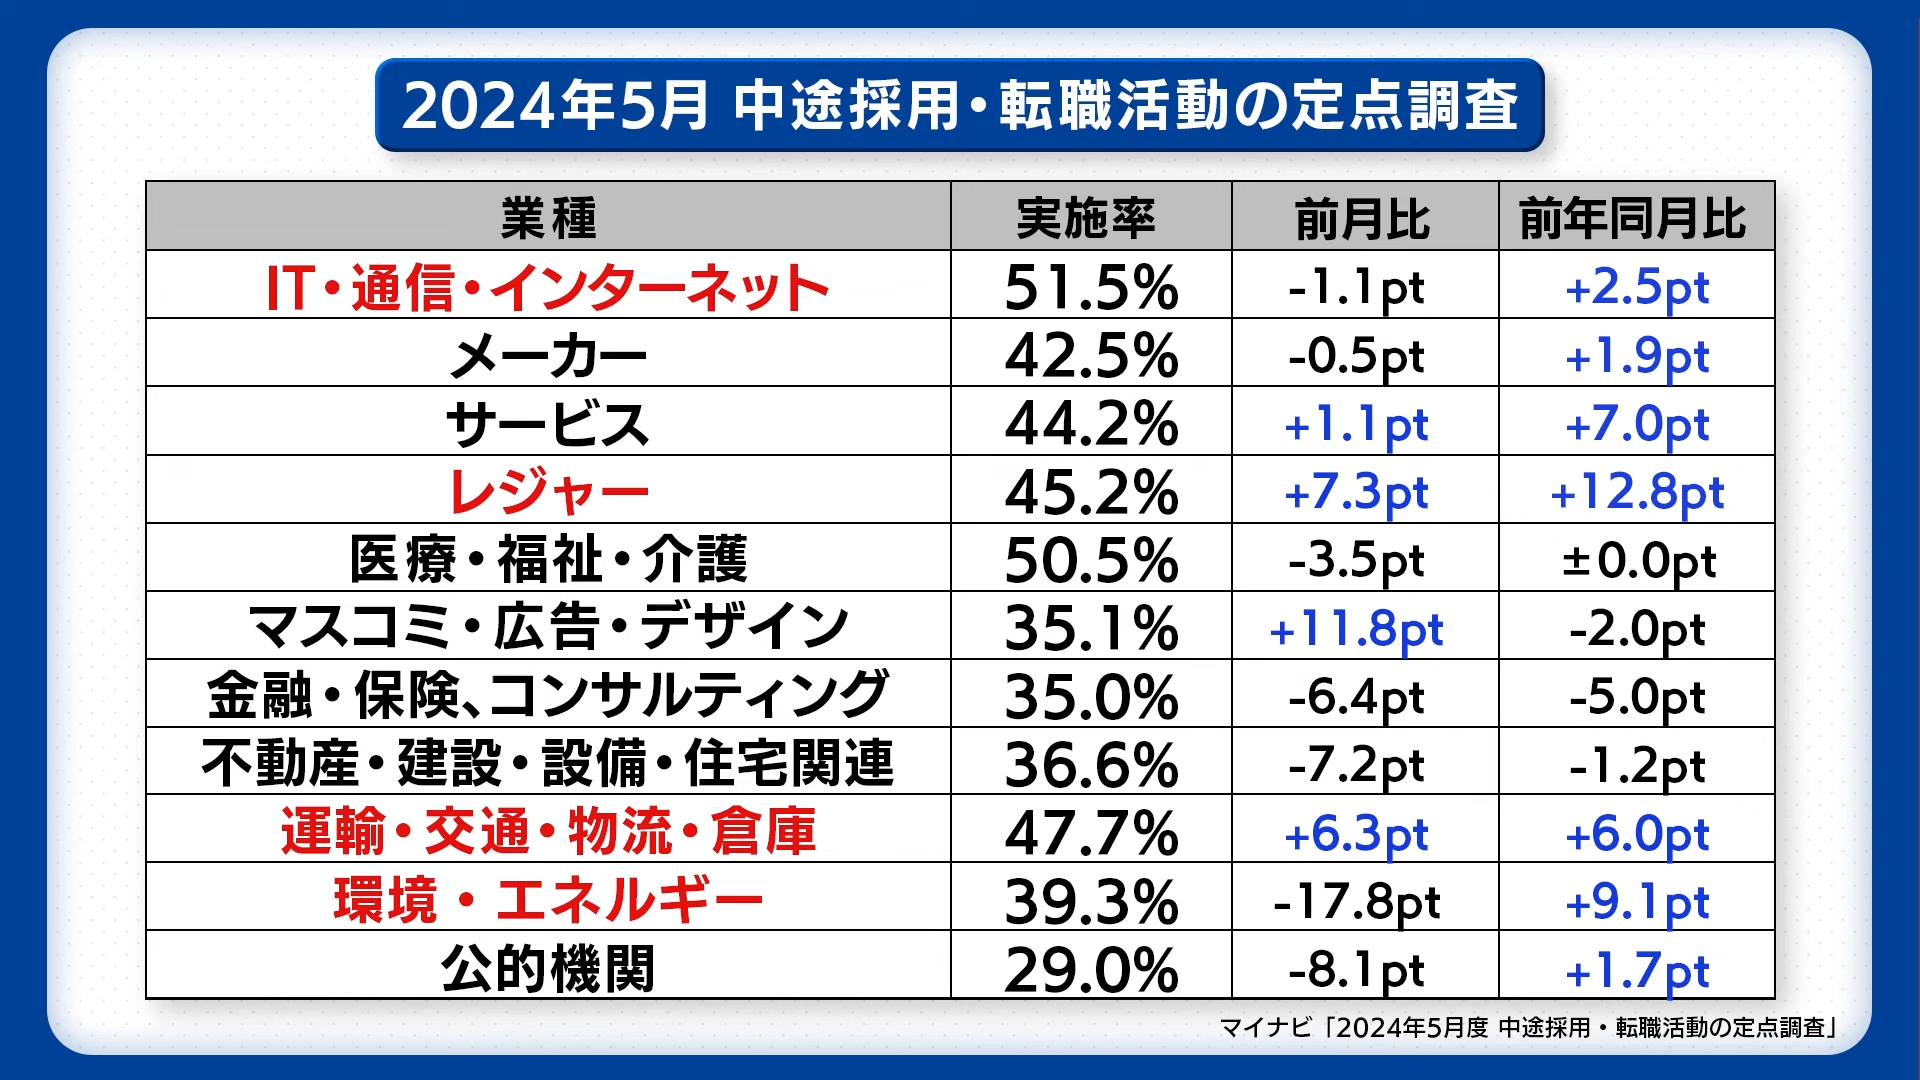 2024年5月 中途採用・転職活動の定点調査
業種 実施率 前月比 前年同月比
IT・通信・インターネット 51.5% -1.1pt +2.5pt
メーカー 42.5% -0.5pt +1.9pt
サービス 44.2% +1.1pt +7.0pt
レジャー 45.2% +7.3pt +12.8pt
医療・福祉・介護 50.5% -3.5pt ±0.0pt
マスコミ・広告・デザイン 35.1% +11.8pt -2.0pt
金融・保険、コンサルティング 35.0% -6.4pt -5.0pt
不動産・建設・設備・住宅関連 36.6% -7.2pt -1.2pt
運輸・交通・物流・倉庫 47.7% +6.3pt +6.0pt
環境・エネルギー 39.3% -17.8pt +9.1pt
公的機関 29.0% -8.1pt +1.7pt
マイナビ「2024年5月度 中途採用・転職活動の定点調査」